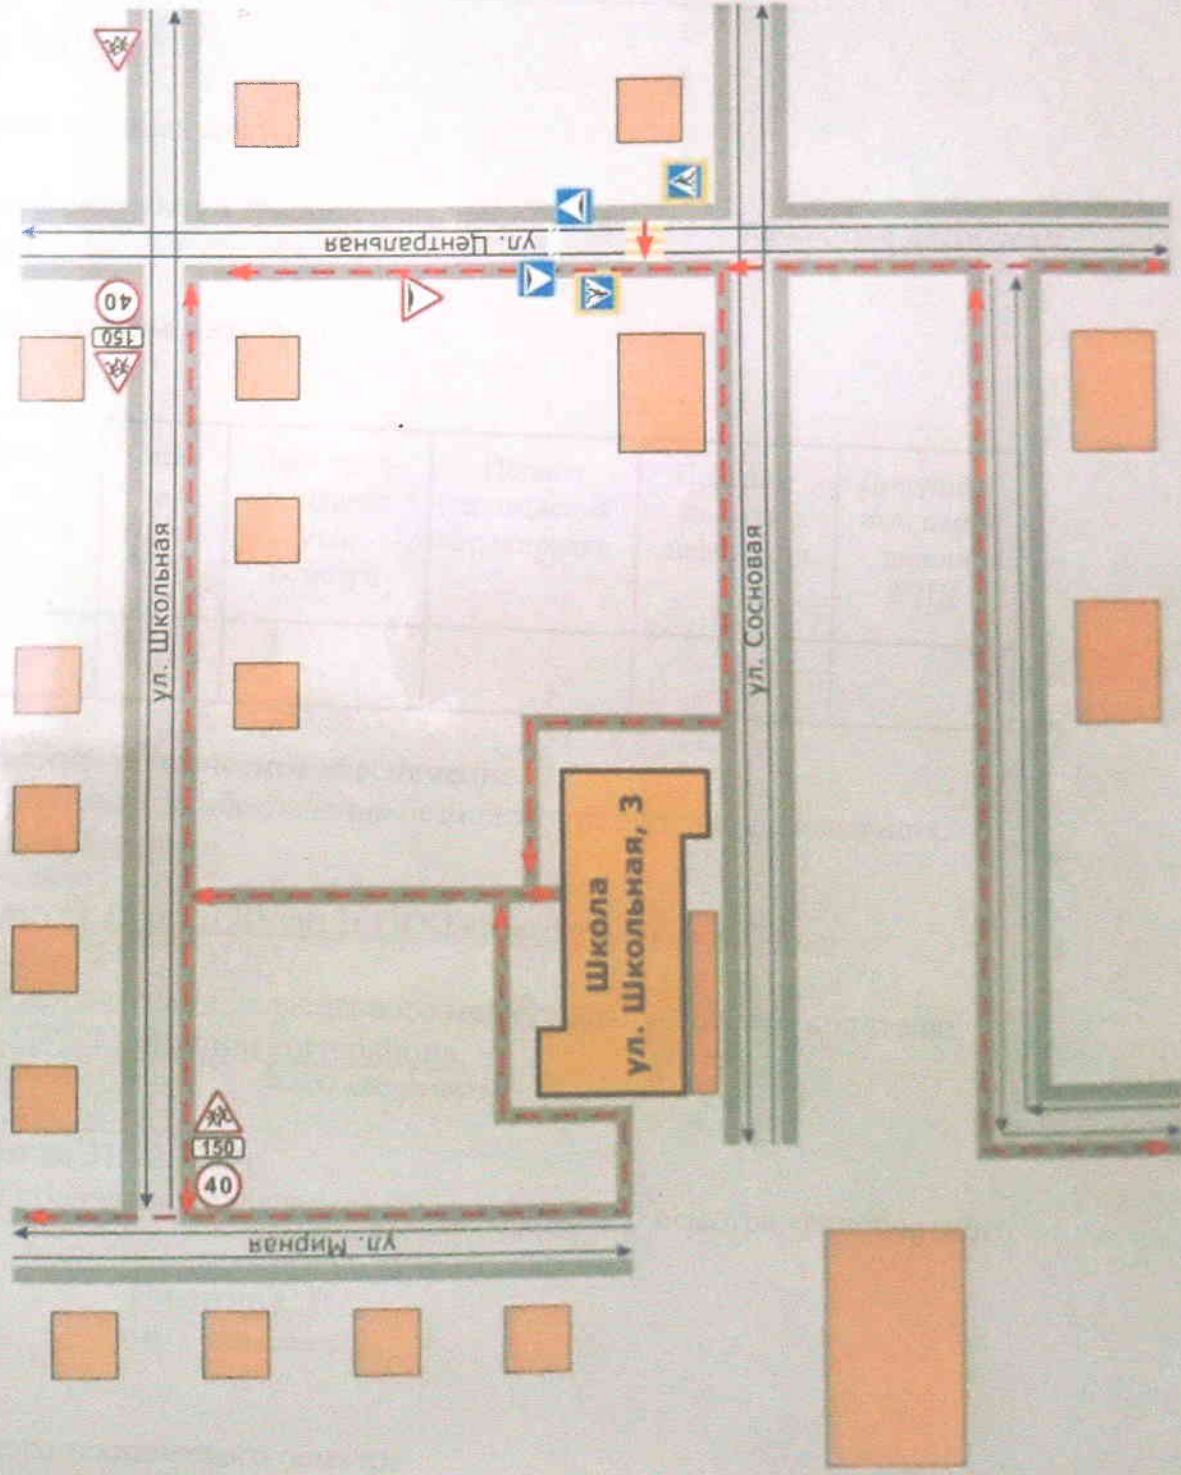 ул. Центральная
40
150
ул. Школьная
ул. Сосновая
Школа
ул. Школьная, 3
150
40
ул. Мирная